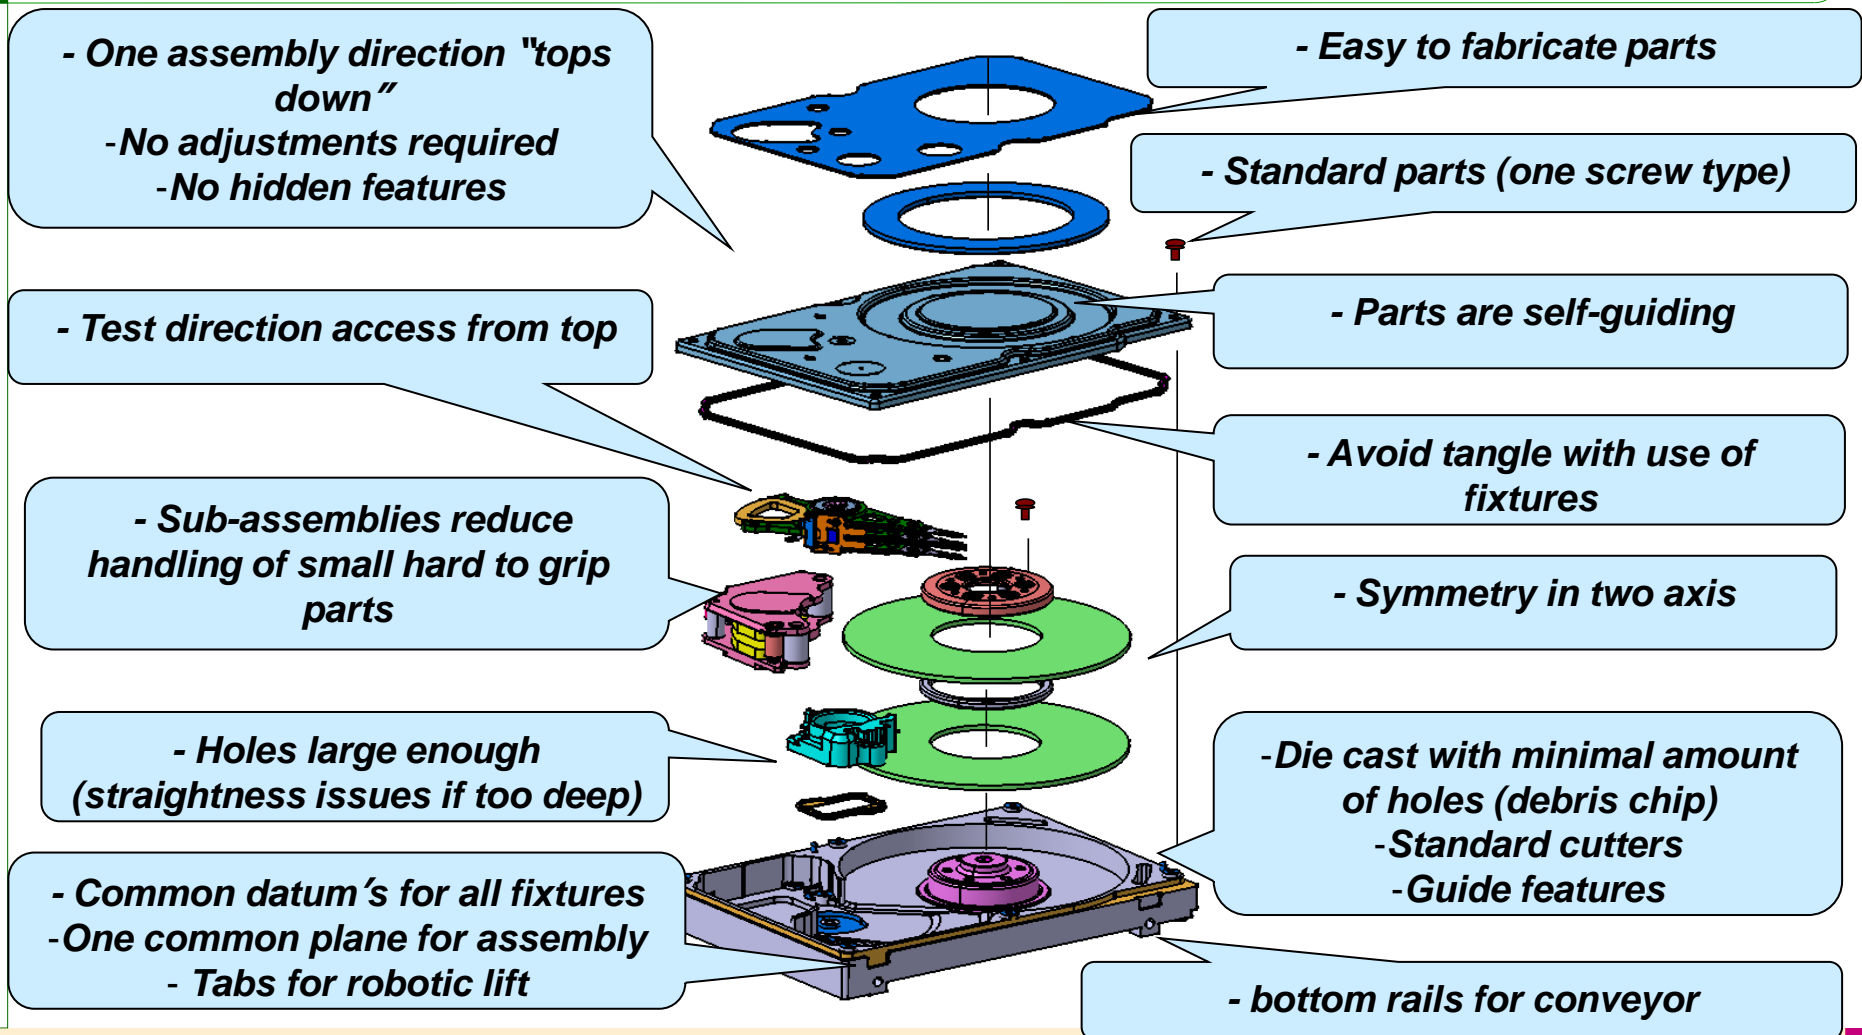 - One assembly direction "tops
down"
-No adjustments required
-No hidden features
- Easy to fabricate parts
- Standard parts (one screw type)
- Test direction access from top
- Parts are self-guiding
- Avoid tangle with use of
fixtures
- Sub-assemblies reduce
handling of small hard to grip
parts
- Symmetry in two axis
- Holes large enough
(straightness issues if too deep)
-Die cast with minimal amount
of holes (debris chip)
-Standard cutters
-Guide features
- Common datum's for all fixtures
-One common plane for assembly
- Tabs for robotic lift
- bottom rails for conveyor